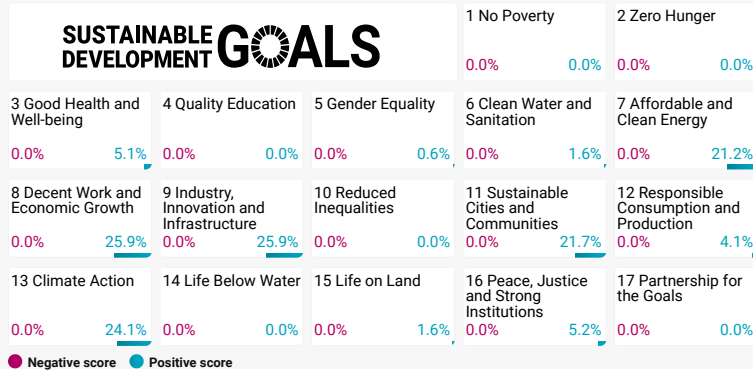 SUSTAINABLE
DEVELOPMENT GOALS
1 No Poverty
0.0% 0.0%
2 Zero Hunger
0.0% 0.0%
3 Good Health and
Well-being
0.0% 5.1%
4 Quality Education
0.0% 0.0%
5 Gender Equality
0.0% 0.6%
6 Clean Water and
Sanitation
0.0% 1.6%
7 Affordable and
Clean Energy
0.0% 21.2%
8 Decent Work and
Economic Growth
0.0% 25.9%
9 Industry,
Innovation and
Infrastructure
0.0% 25.9%
10 Reduced
Inequalities
0.0% 0.0%
11 Sustainable
Cities and
Communities
0.0% 21.7%
12 Responsible
Consumption and
Production
0.0% 4.1%
13 Climate Action
0.0% 24.1%
14 Life Below Water
0.0% 0.0%
15 Life on Land
0.0% 1.6%
16 Peace, Justice
and Strong
Institutions
0.0% 5.2%
17 Partnership for
the Goals
0.0% 0.0%
Negative score Positive score